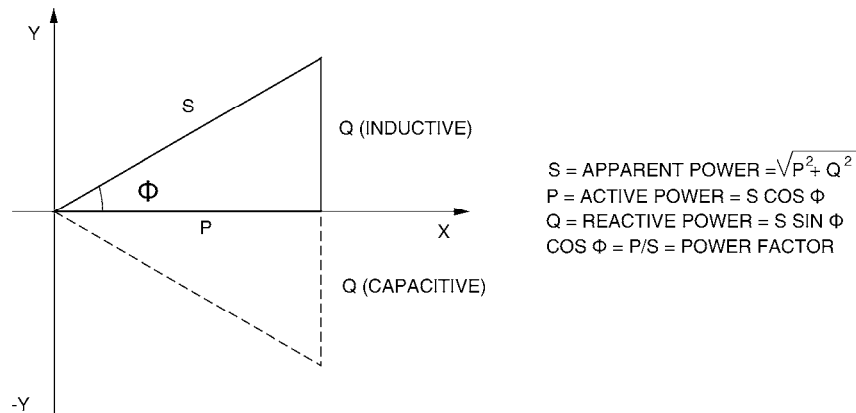 Y
S
Q (INDUCTIVE)
Φ
P
X
Q (CAPACITIVE)
-Y
S = APPARENT POWER = √P²+ Q²
P = ACTIVE POWER = S COS Φ
Q = REACTIVE POWER = S SIN Φ
COS Φ = P/S = POWER FACTOR